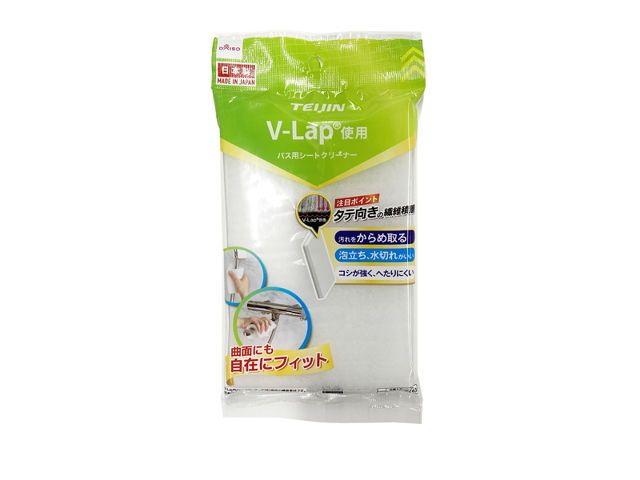 DAISO
日本製
MADE IN JAPAN
TEIJIN
V-Lap®使用
バス用シートクリーナー
注目ポイント
タテ向きの繊維積層
V-Lap®
汚れをからめ取る
泡立ち、水切れがいい
コシが強く、へたりにくい
曲面にも
自在にフィット